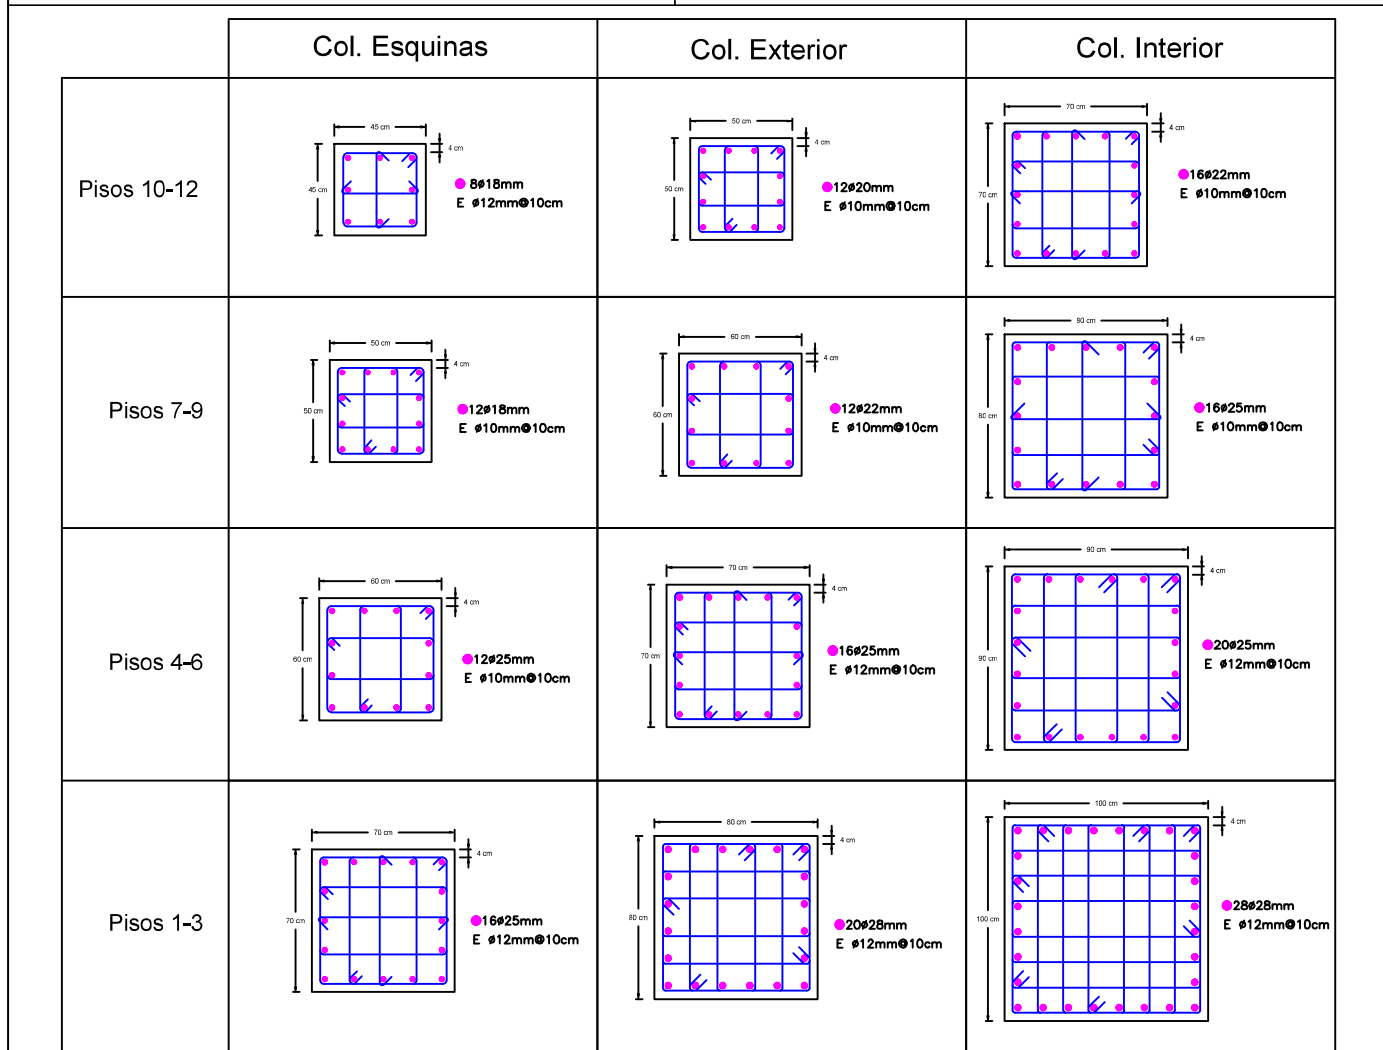 Col. Esquinas
Col. Exterior
Col. Interior
Pisos 10-12
45 cm
4 cm
45 cm
8ø18mm
E ø12mm@10cm
50 cm
4 cm
50 cm
12ø20mm
E ø10mm@10cm
70 cm
4 cm
70 cm
16ø22mm
E ø10mm@10cm
Pisos 7-9
50 cm
4 cm
50 cm
12ø18mm
E ø10mm@10cm
60 cm
4 cm
60 cm
12ø22mm
E ø10mm@10cm
80 cm
4 cm
80 cm
16ø25mm
E ø10mm@10cm
Pisos 4-6
60 cm
4 cm
60 cm
12ø25mm
E ø10mm@10cm
70 cm
4 cm
70 cm
16ø25mm
E ø12mm@10cm
90 cm
4 cm
90 cm
20ø25mm
E ø12mm@10cm
Pisos 1-3
70 cm
4 cm
70 cm
16ø25mm
E ø12mm@10cm
80 cm
4 cm
80 cm
20ø28mm
E ø12mm@10cm
100 cm
4 cm
100 cm
28ø28mm
E ø12mm@10cm